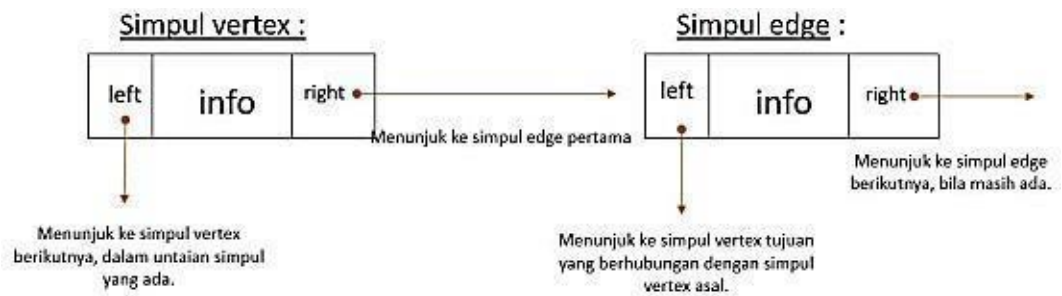 Simpul vertex :
left
info
right
Menunjuk ke simpul edge pertama
Menunjuk ke simpul vertex
berikutnya, dalam untaian simpul
yang ada.
Simpul edge :
left
info
right
Menunjuk ke simpul edge
berikutnya, bila masih ada.
Menunjuk ke simpul vertex tujuan
yang berhubungan dengan simpul
vertex asal.